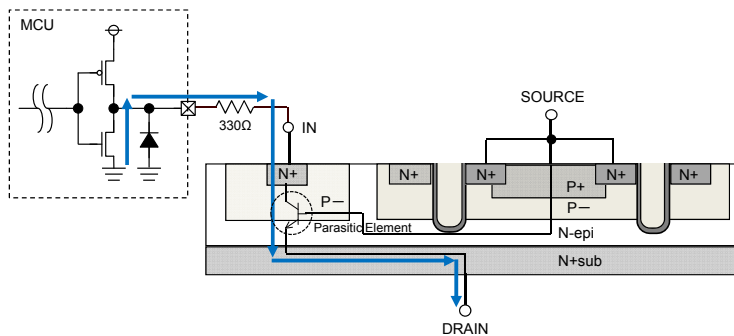 MCU
330Ω
IN
SOURCE
N+
P−
N+
N+
P+
N+
N+
P−
Parasitic Element
N-epi
N+sub
DRAIN